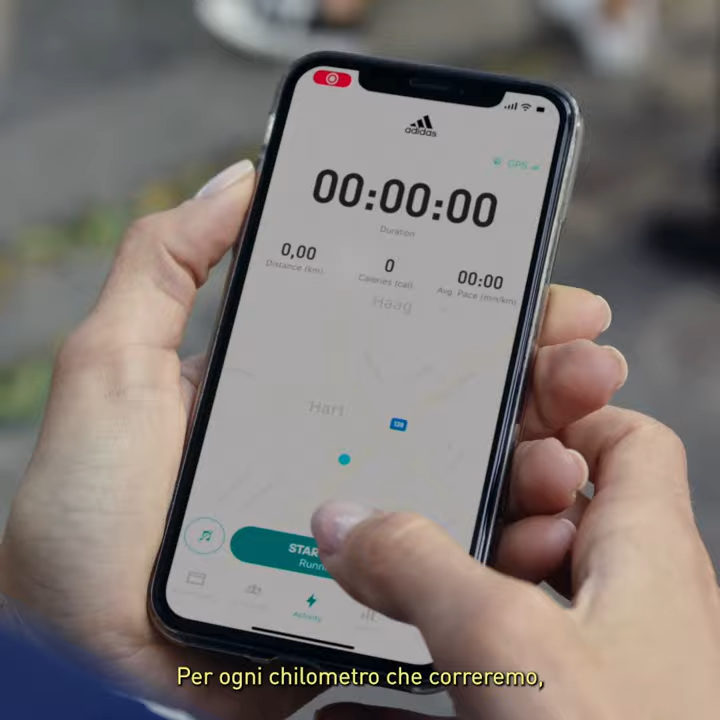 adidas
GPS
00:00:00
Duration
0,00
Distance (km)
0
Calories (cal)
00:00
Avg. Pace (min/km)
Haag
Hart
START
Activity
Per ogni chilometro che correremo,